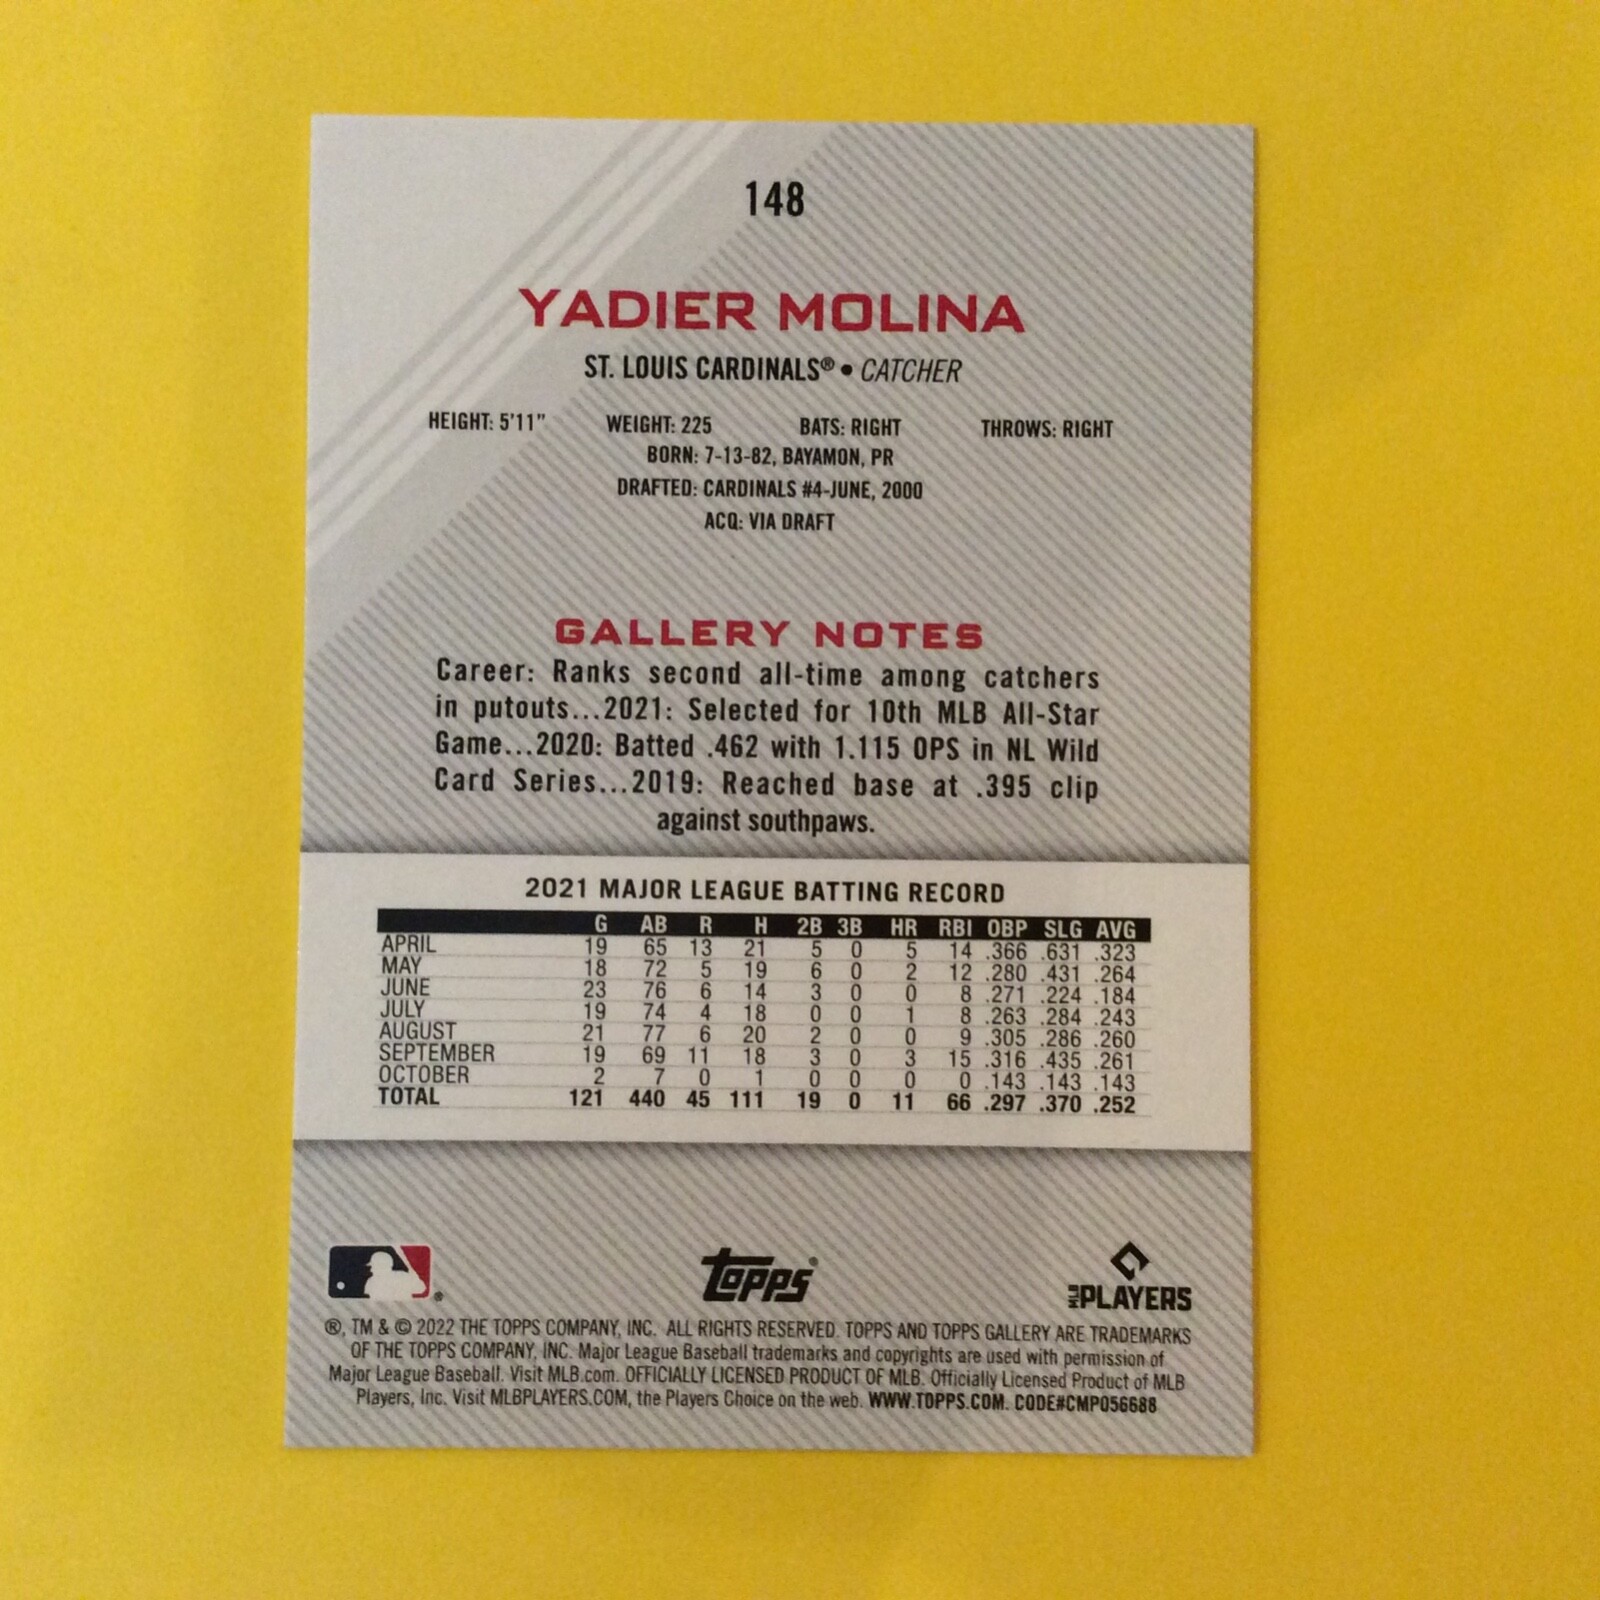 148
YADIER MOLINA
ST. LOUIS CARDINALS® • CATCHER
HEIGHT: 5'11" WEIGHT: 225 BATS: RIGHT THROWS: RIGHT
BORN: 7-13-82, BAYAMON, PR
DRAFTED: CARDINALS #4-JUNE, 2000
ACQ: VIA DRAFT
GALLERY NOTES
Career: Ranks second all-time among catchers
in putouts...2021: Selected for 10th MLB All-Star
Game...2020: Batted .462 with 1.115 OPS in NL Wild
Card Series...2019: Reached base at .395 clip
against southpaws.
2021 MAJOR LEAGUE BATTING RECORD
G AB R H 2B 3B HR RBI OBP SLG AVG
APRIL 19 65 13 21 5 0 5 14 .366 .631 .323
MAY 18 72 5 19 6 0 2 12 .280 .431 .264
JUNE 23 76 6 14 3 0 0 8 .271 .224 .184
JULY 19 74 4 18 0 0 1 8 .263 .284 .243
AUGUST 21 77 6 20 2 0 0 9 .305 .286 .260
SEPTEMBER 19 69 11 18 3 0 3 15 .316 .435 .261
OCTOBER 2 7 0 1 0 0 0 0 .143 .143 .143
TOTAL 121 440 45 111 19 0 11 66 .297 .370 .252
®
Topps®
MLB PLAYERS
®, TM & © 2022 THE TOPPS COMPANY, INC. ALL RIGHTS RESERVED. TOPPS AND TOPPS GALLERY ARE TRADEMARKS
OF THE TOPPS COMPANY, INC. Major League Baseball trademarks and copyrights are used with permission of
Major League Baseball. Visit MLB.com. OFFICIALLY LICENSED PRODUCT OF MLB. Officially Licensed Product of MLB
Players, Inc. Visit MLBPLAYERS.COM, the Players Choice on the web. WWW.TOPPS.COM. CODE#CMP056688